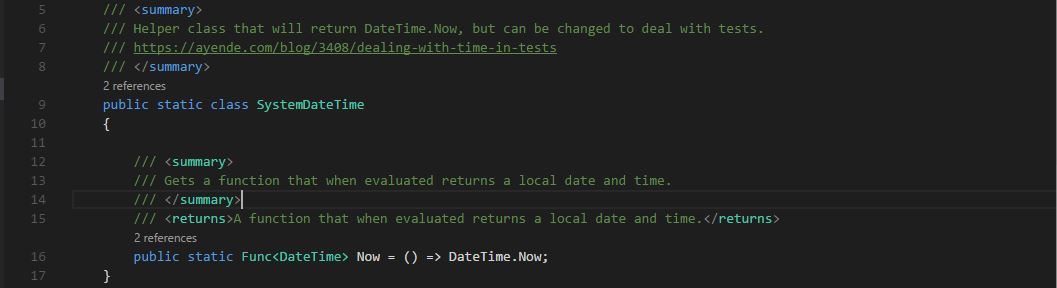 5 /// <summary>
6 /// Helper class that will return DateTime.Now, but can be changed to deal with tests.
7 /// https://ayende.com/blog/3408/dealing-with-time-in-tests
8 /// </summary>
2 references
9 public static class SystemDateTime
10 {
11
12 /// <summary>
13 /// Gets a function that when evaluated returns a local date and time.
14 /// </summary>
15 /// <returns>A function that when evaluated returns a local date and time.</returns>
2 references
16 public static Func<DateTime> Now = () => DateTime.Now;
17 }